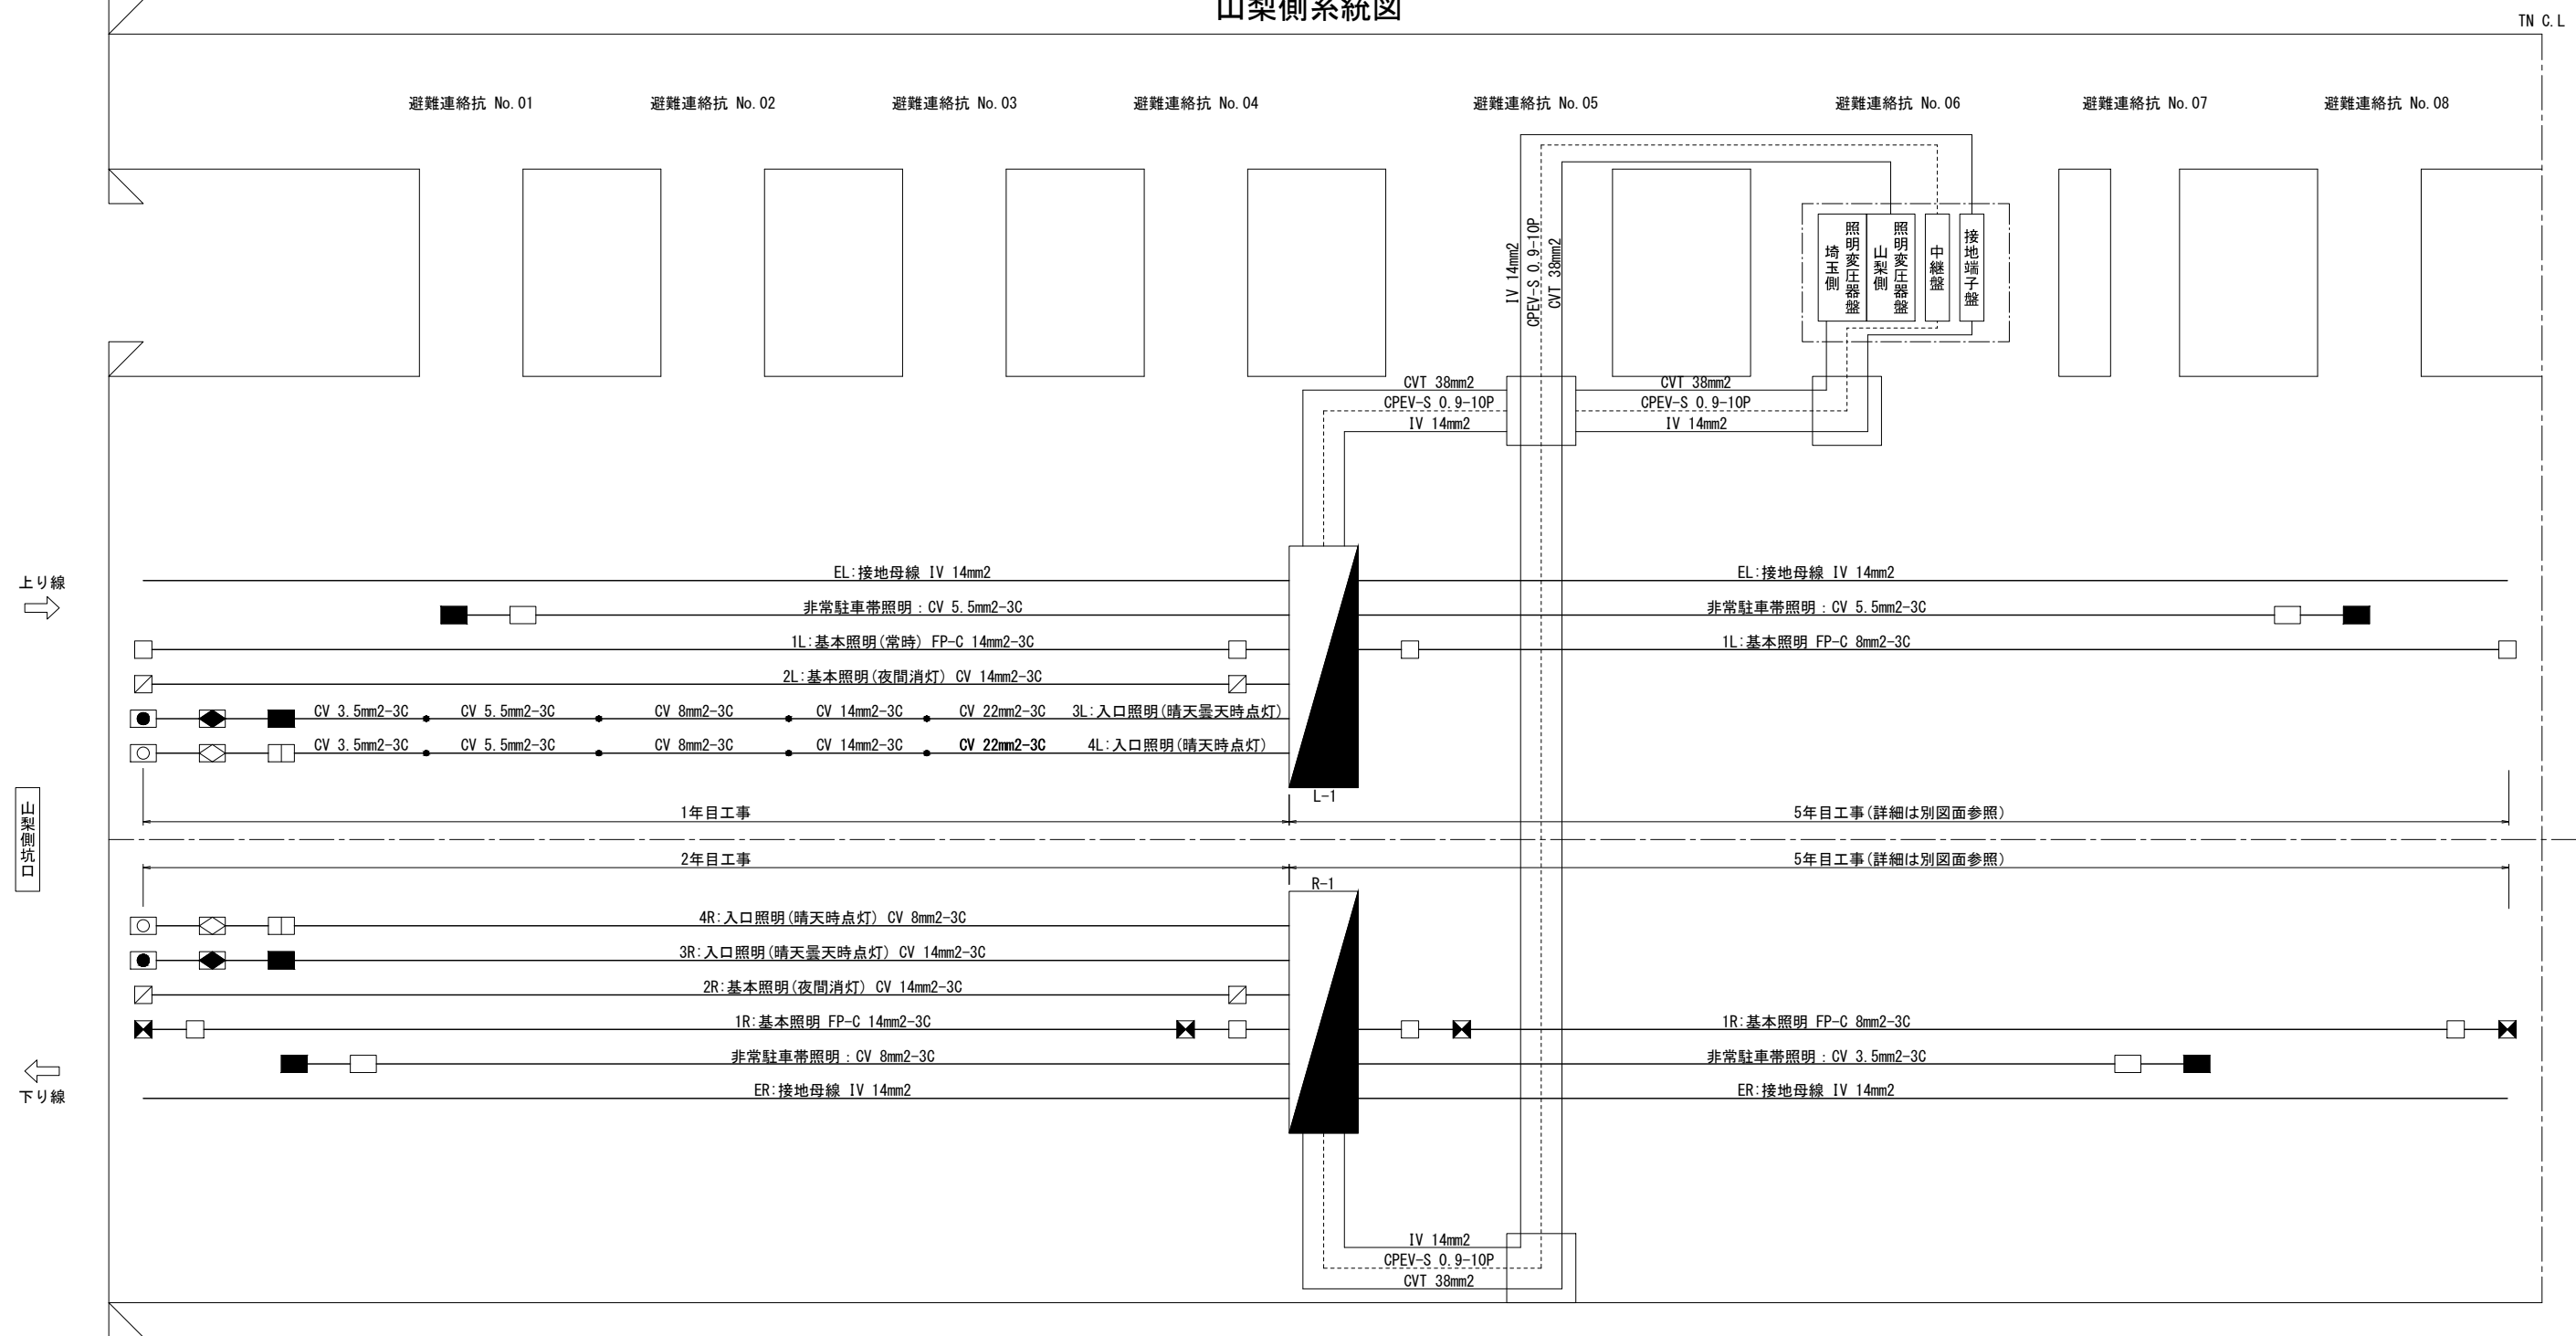 山梨側系統図
TN C.L
避難連絡抗 No.01
避難連絡抗 No.02
避難連絡抗 No.03
避難連絡抗 No.04
避難連絡抗 No.05
避難連絡抗 No.06
避難連絡抗 No.07
避難連絡抗 No.08
IV 14mm2
CPEV-S 0.9-10P
CVT 38mm2
照明変圧器盤
埼玉側
照明変圧器盤
山梨側
中継盤
接地端子盤
CVT 38mm2
CPEV-S 0.9-10P
IV 14mm2
CVT 38mm2
CPEV-S 0.9-10P
IV 14mm2
上り線
EL:接地母線 IV 14mm2
EL:接地母線 IV 14mm2
非常駐車帯照明：CV 5.5mm2-3C
非常駐車帯照明：CV 5.5mm2-3C
1L:基本照明(常時) FP-C 14mm2-3C
1L:基本照明 FP-C 8mm2-3C
2L:基本照明(夜間消灯) CV 14mm2-3C
CV 3.5mm2-3C
CV 5.5mm2-3C
CV 8mm2-3C
CV 14mm2-3C
CV 22mm2-3C
3L:入口照明(晴天曇天時点灯)
CV 3.5mm2-3C
CV 5.5mm2-3C
CV 8mm2-3C
CV 14mm2-3C
CV 22mm2-3C
4L:入口照明(晴天時点灯)
L-1
1年目工事
5年目工事(詳細は別図面参照)
山梨側坑口
2年目工事
5年目工事(詳細は別図面参照)
R-1
4R:入口照明(晴天時点灯) CV 8mm2-3C
3R:入口照明(晴天曇天時点灯) CV 14mm2-3C
2R:基本照明(夜間消灯) CV 14mm2-3C
1R:基本照明 FP-C 14mm2-3C
1R:基本照明 FP-C 8mm2-3C
非常駐車帯照明：CV 8mm2-3C
非常駐車帯照明：CV 3.5mm2-3C
下り線
ER:接地母線 IV 14mm2
ER:接地母線 IV 14mm2
IV 14mm2
CPEV-S 0.9-10P
CVT 38mm2